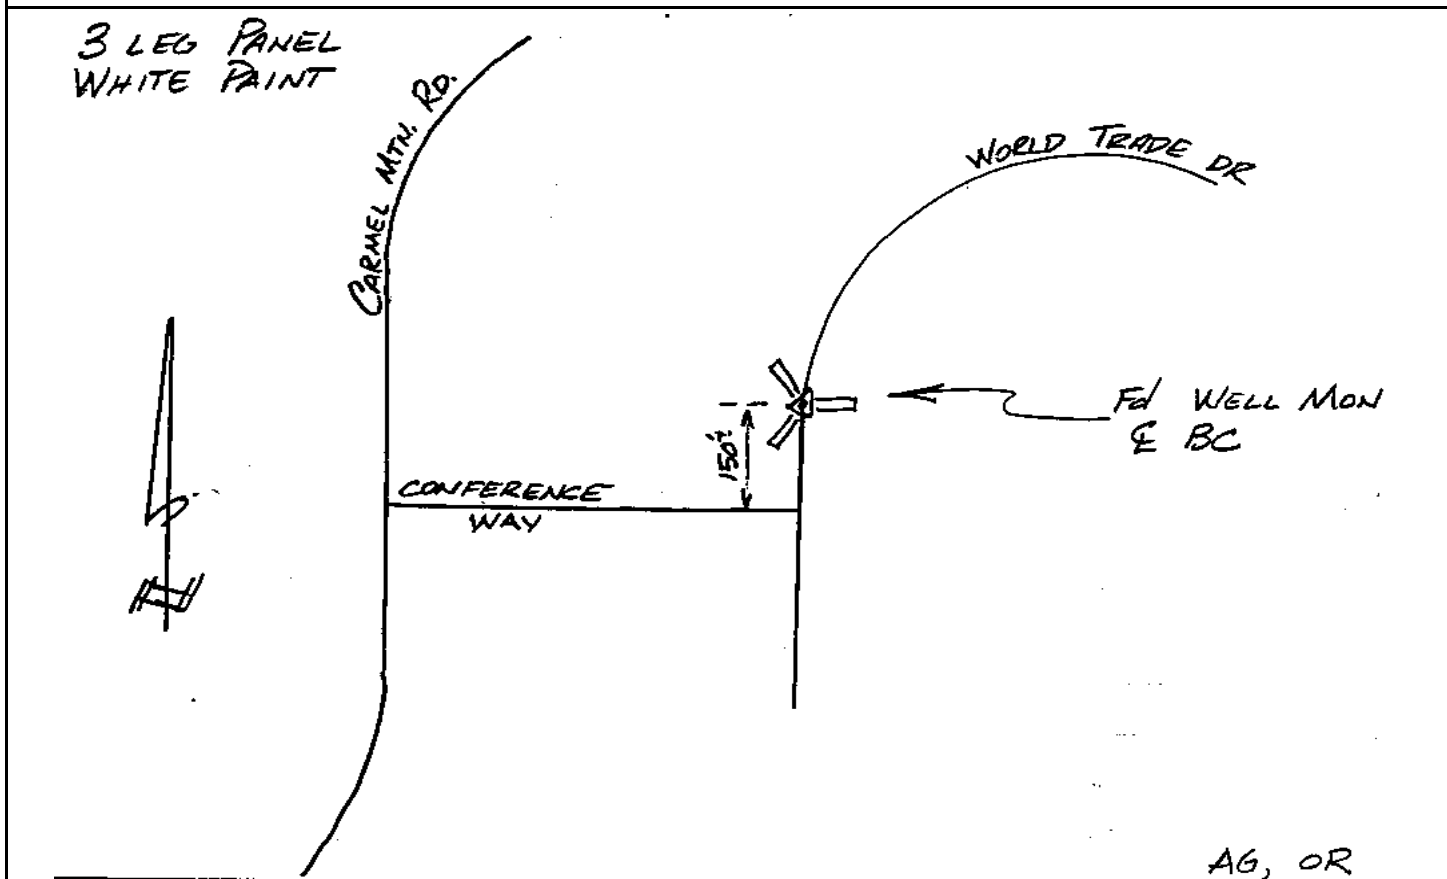 3 LEG PANEL
WHITE PAINT
CARMEL MTN. RD.
WORLD TRADE DR
Fd WELL MON
℄ BC
150'±
CONFERENCE
WAY
N
AG, OR